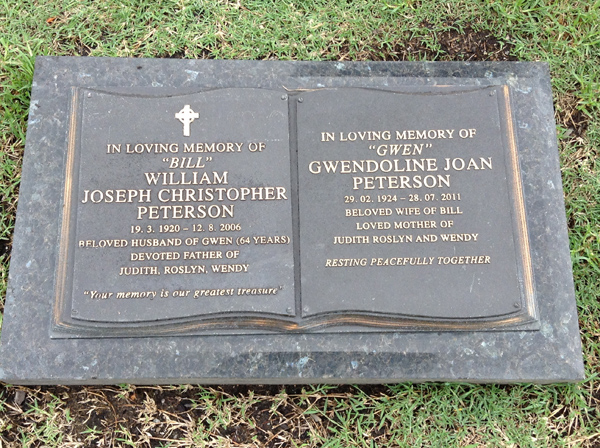 IN LOVING MEMORY OF
"BILL"
WILLIAM
JOSEPH CHRISTOPHER
PETERSON
19. 3. 1920 – 12. 8. 2006
BELOVED HUSBAND OF GWEN (64 YEARS)
DEVOTED FATHER OF
JUDITH, ROSLYN, WENDY
"Your memory is our greatest treasure"
IN LOVING MEMORY OF
"GWEN"
GWENDOLINE JOAN
PETERSON
29. 02. 1924 – 28. 07. 2011
BELOVED WIFE OF BILL
LOVED MOTHER OF
JUDITH ROSLYN AND WENDY
RESTING PEACEFULLY TOGETHER